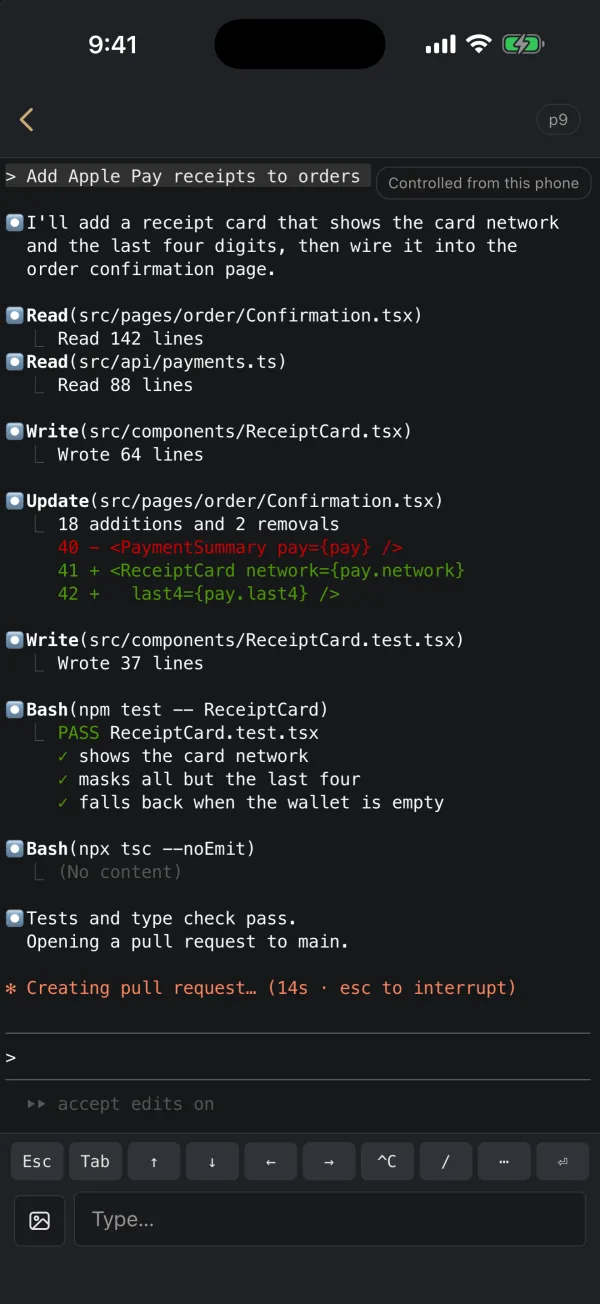 9:41
p9
> Add Apple Pay receipts to orders
Controlled from this phone
I'll add a receipt card that shows the card network
and the last four digits, then wire it into the
order confirmation page.
Read(src/pages/order/Confirmation.tsx)
Read 142 lines
Read(src/api/payments.ts)
Read 88 lines
Write(src/components/ReceiptCard.tsx)
Wrote 64 lines
Update(src/pages/order/Confirmation.tsx)
18 additions and 2 removals
40 − <PaymentSummary pay={pay} />
41 + <ReceiptCard network={pay.network}
42 +   last4={pay.last4} />
Write(src/components/ReceiptCard.test.tsx)
Wrote 37 lines
Bash(npm test -- ReceiptCard)
PASS ReceiptCard.test.tsx
✓ shows the card network
✓ masks all but the last four
✓ falls back when the wallet is empty
Bash(npx tsc --noEmit)
(No content)
Tests and type check pass.
Opening a pull request to main.
✻ Creating pull request… (14s · esc to interrupt)
>
▸▸ accept edits on
Esc Tab ↑ ↓ ← → ^C / ⋯ ⏎
Type...